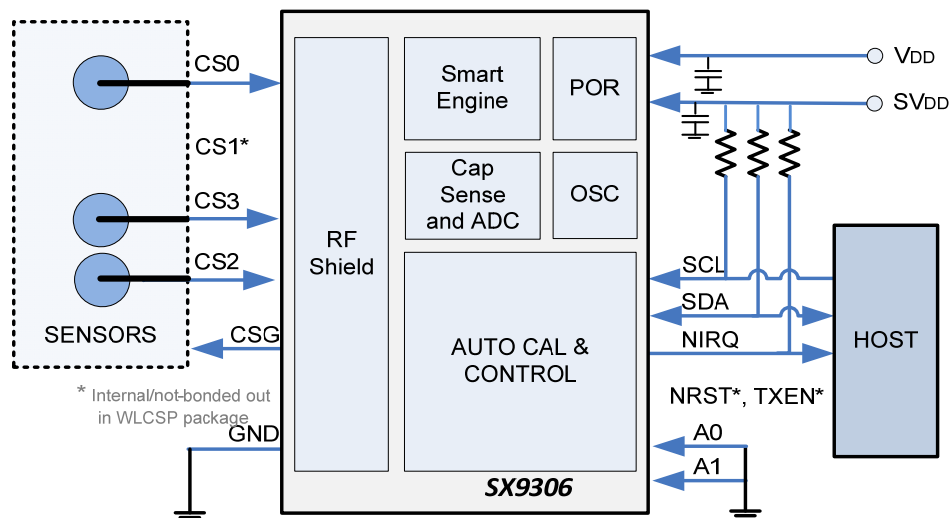 CS0
CS1*
CS3
CS2
SENSORS
CSG
* Internal/not-bonded out
in WLCSP package
GND
RF
Shield
Smart
Engine
POR
Cap
Sense
and ADC
OSC
AUTO CAL &
CONTROL
SX9306
VDD
SVDD
SCL
SDA
NIRQ
NRST*, TXEN*
A0
A1
HOST